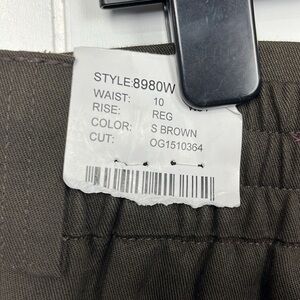 STYLE:8980W
WAIST: 10
RISE: REG
COLOR: S BROWN
CUT: OG1510364